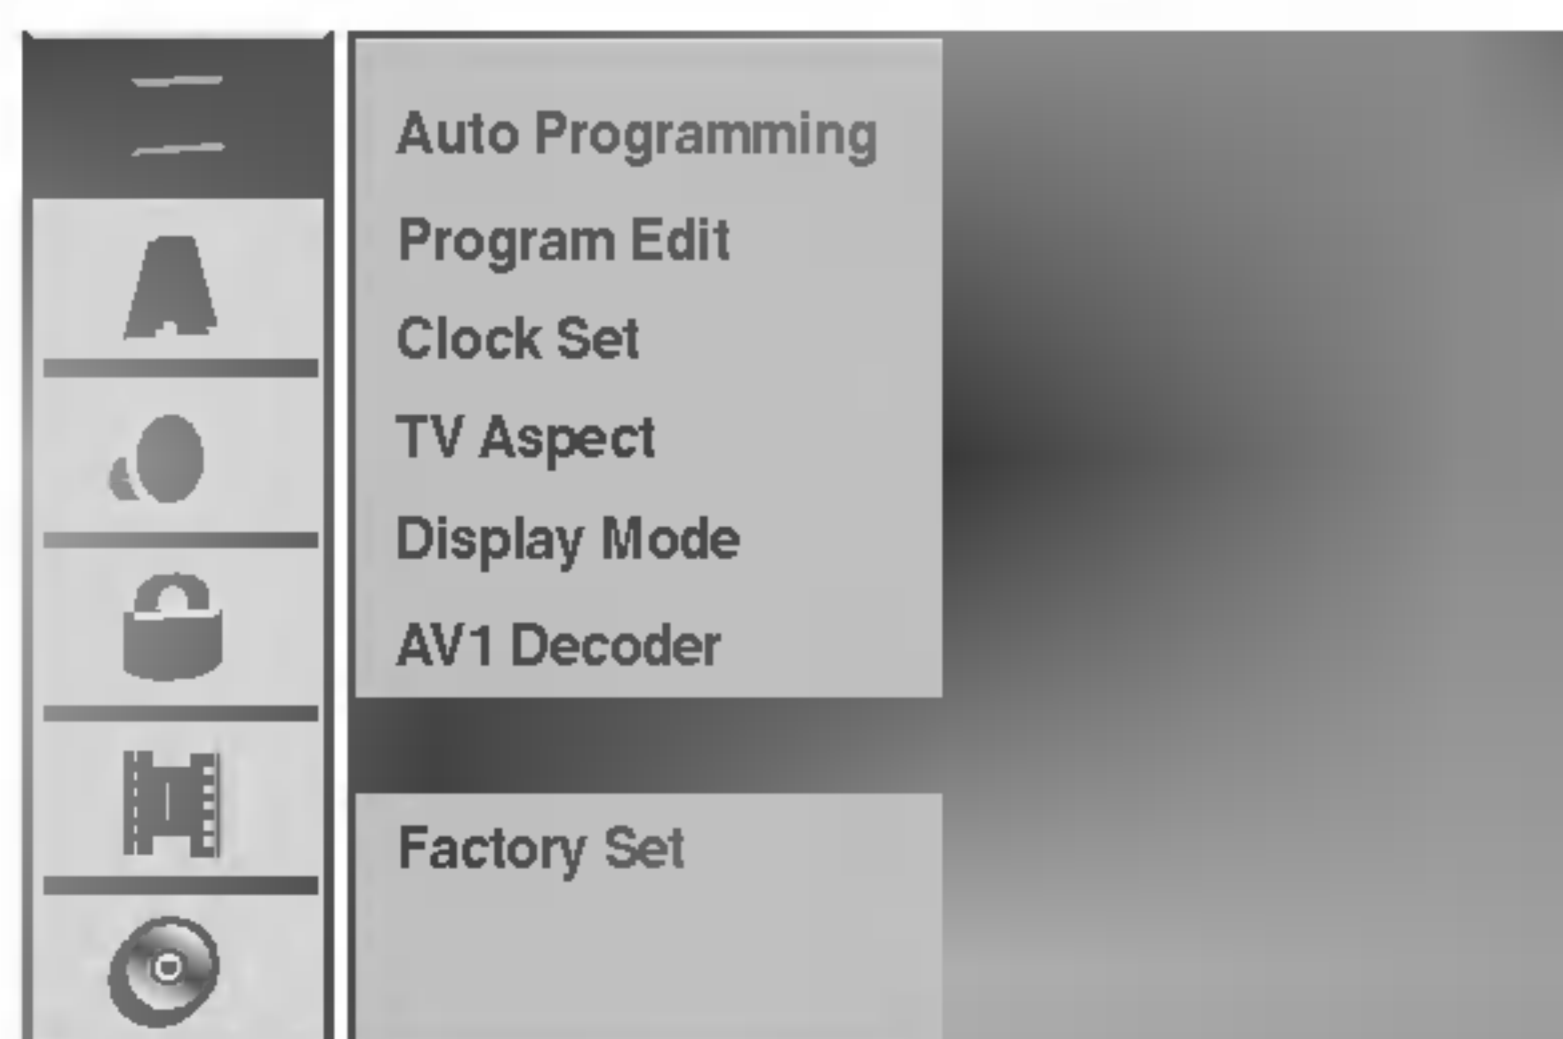 Auto Programming
Program Edit
Clock Set
TV Aspect
Display Mode
AV1 Decoder
Factory Set